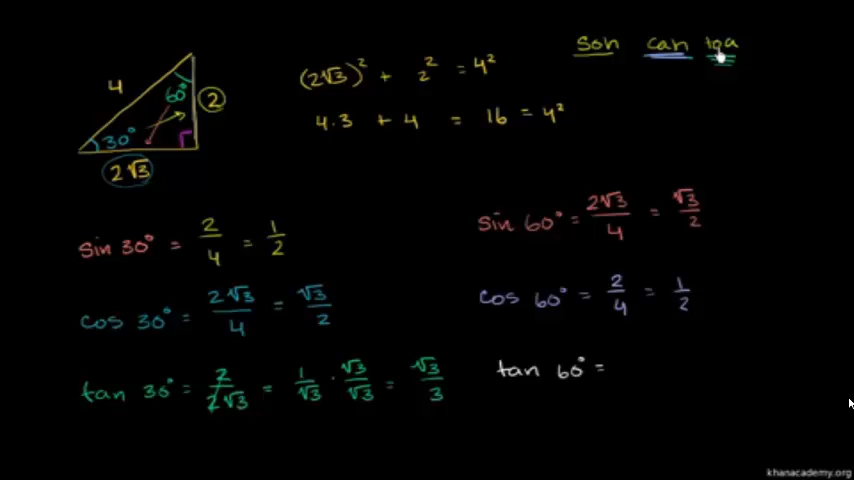 soh cah toa
4
60°
2
30°
2√3
(2√3)² + 2² = 4²
4·3 + 4 = 16 = 4²
sin 30° = 2/4 = 1/2
cos 30° = 2√3/4 = √3/2
tan 30° = 2/2√3 = 1/√3 · √3/√3 = √3/3
sin 60° = 2√3/4 = √3/2
cos 60° = 2/4 = 1/2
tan 60° =
khanacademy.org